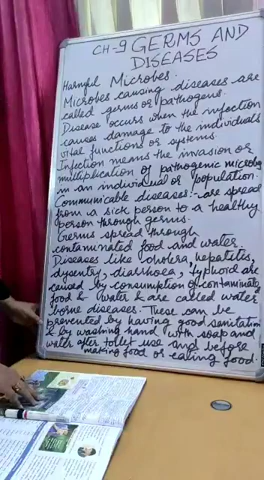 CH-9 GERMS AND
DISEASES
Harmful Microbes.
Microbes causing diseases are
called germs or pathogens.
Disease occurs when the infection
causes damage to the individuals
vital functions or systems.
Infection means the invasion or
multiplication of pathogenic microbes
in an individual or population.
Communicable diseases:- are spread
from a sick person to a healthy
person through germs.
Germs spread through
contaminated food and water.
Diseases like cholera, hepatitis,
dysentry, diarrhoea, typhoid are
caused by consumption of contaminate
food & water & are called water
borne diseases. These can be
prevented by having good sanitation
& by washing hand with soap and
water after toilet use and before
making food or eating food.